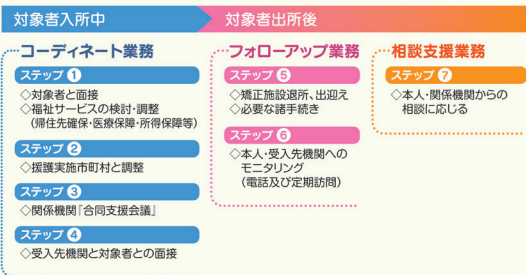 対象者入所中
対象者出所後
コーディネート業務
ステップ❶
◇対象者と面接
◇福祉サービスの検討・調整
(帰住先確保・医療保障・所得保障等)
ステップ❷
◇援護実施市町村と調整
ステップ❸
◇関係機関『合同支援会議』
ステップ❹
◇受入先機関と対象者との面接
フォローアップ業務
ステップ❺
◇矯正施設退所、出迎え
◇必要な諸手続き
ステップ❻
◇本人・受入先機関への
モニタリング
(電話及び定期訪問)
相談支援業務
ステップ❼
◇本人・関係機関からの
相談に応じる